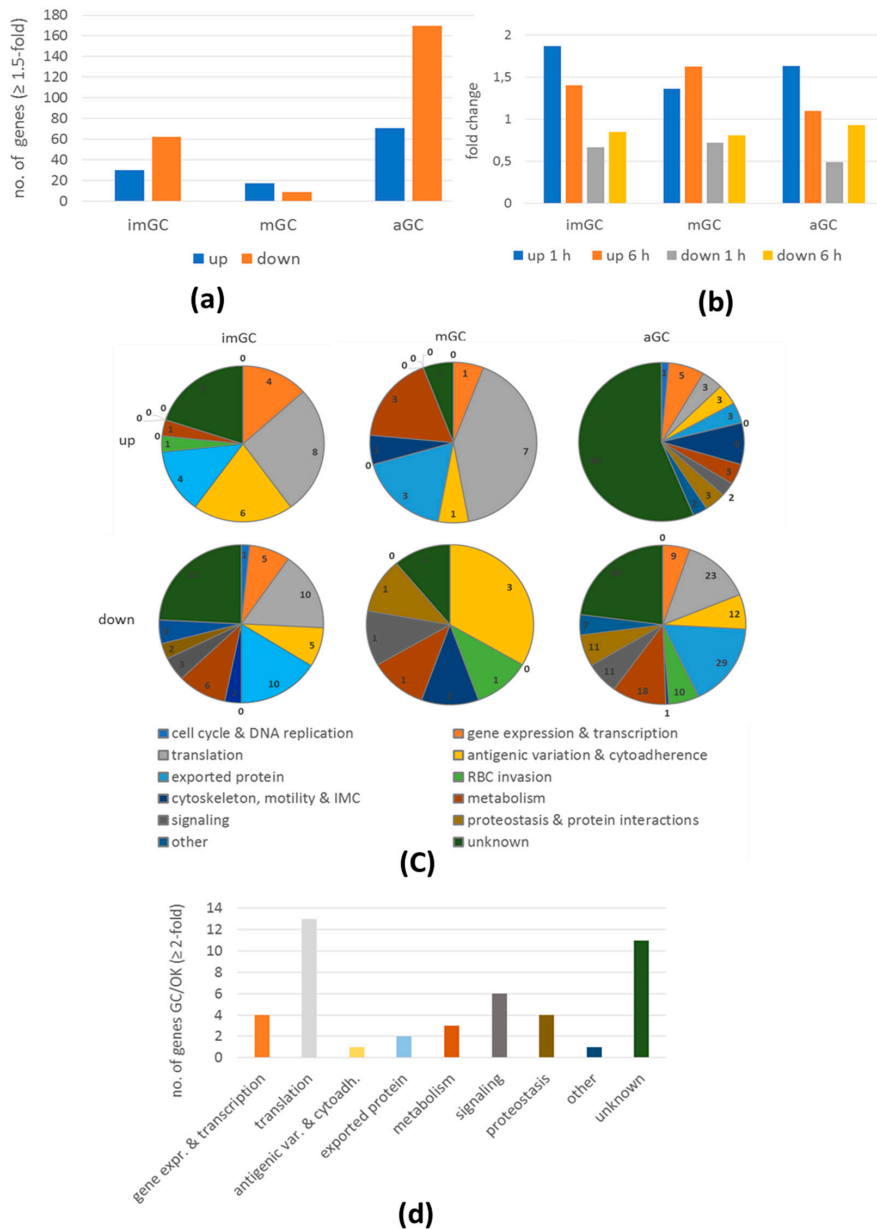 180
160
140
120
100
80
60
40
20
0
no. of genes (≥ 1.5-fold)
imGC mGC aGC
up down
(a)
2
1,5
1
0,5
0
fold change
imGC mGC aGC
up 1 h up 6 h down 1 h down 6 h
(b)
imGC mGC aGC
up
0 4 8 6 4 1 0 1 0 0 0
0 1 7 1 3 0 3 0 0 0
1 5 3 3 3 0 3 2 3
down
1 5 10 5 10 0 6 3 2
3 0 1 1 1 1 0
0 9 23 12 29 10 1 18 11 11 7
cell cycle & DNA replication gene expression & transcription
translation antigenic variation & cytoadherence
exported protein RBC invasion
cytoskeleton, motility & IMC metabolism
signaling proteostasis & protein interactions
other unknown
(C)
14
12
10
8
6
4
2
0
no. of genes GC/OK (≥ 2-fold)
gene expr. & transcription
translation
antigenic var. & cytoadh.
exported protein
metabolism
signaling
proteostasis
other
unknown
(d)